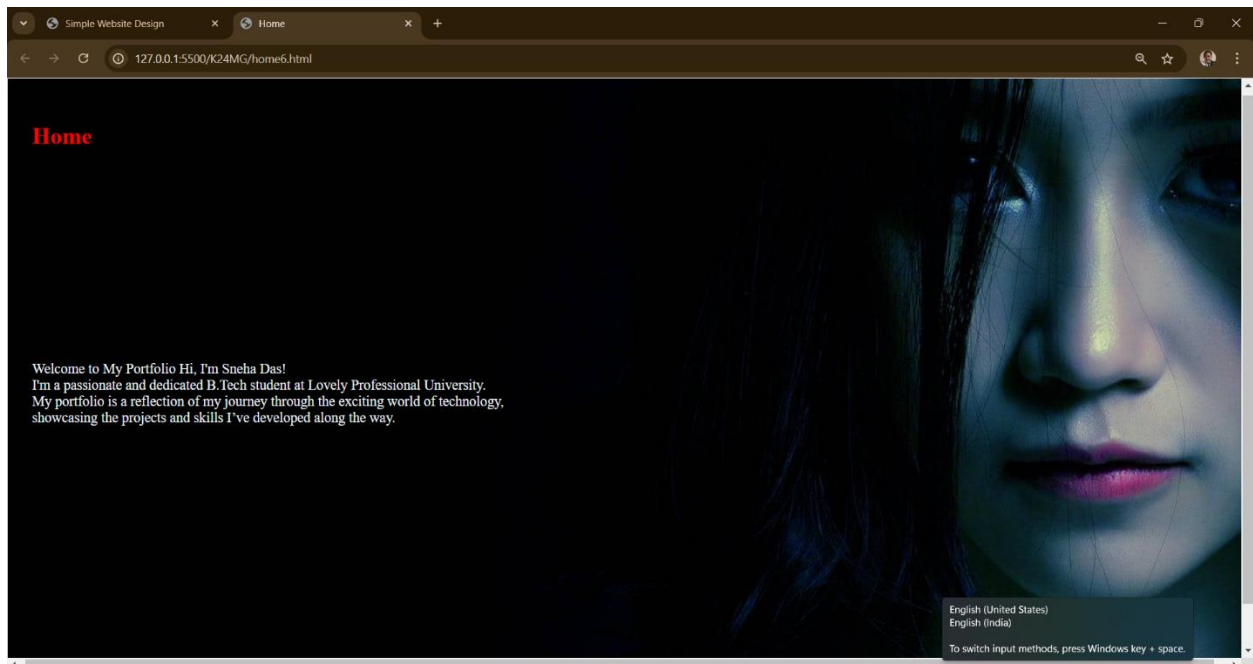 Simple Website Design
Home
127.0.0.1:5500/K24MG/home6.html
Home
Welcome to My Portfolio Hi, I'm Sneha Das!
I'm a passionate and dedicated B.Tech student at Lovely Professional University.
My portfolio is a reflection of my journey through the exciting world of technology,
showcasing the projects and skills I’ve developed along the way.
English (United States)
English (India)
To switch input methods, press Windows key + space.